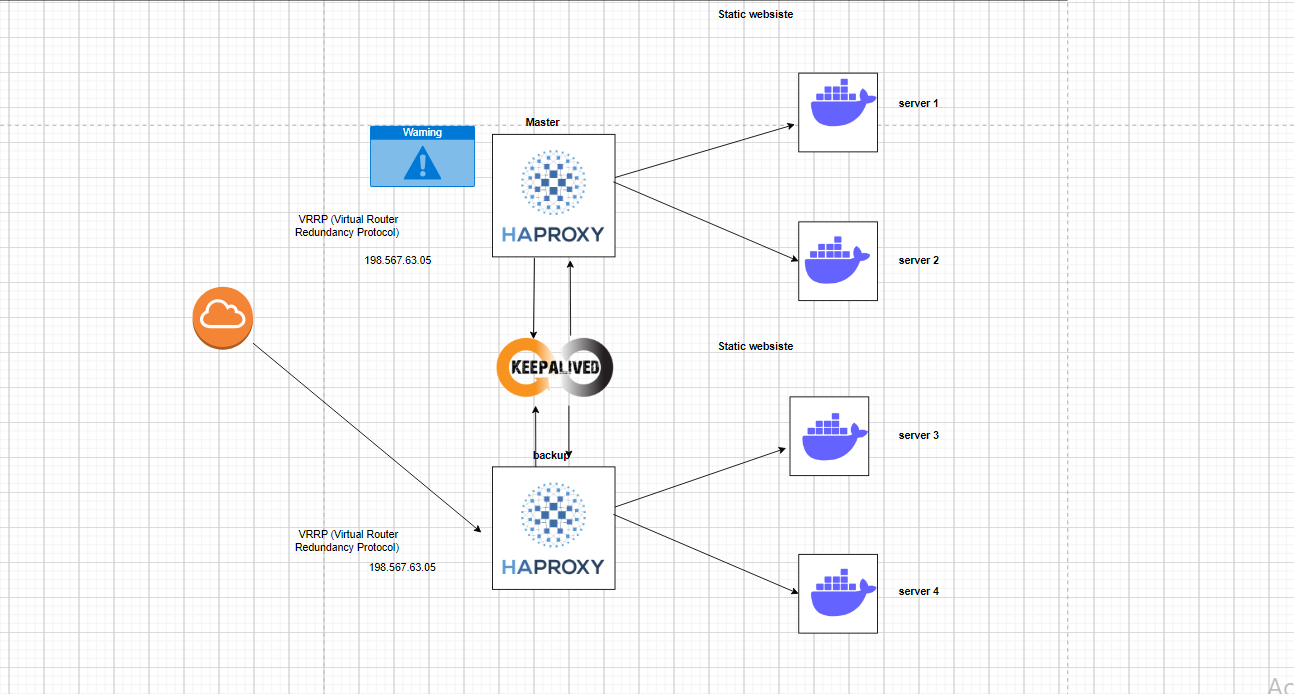 Static websiste
server 1
Master
Warning
HAPROXY
VRRP (Virtual Router
Redundancy Protocol)
198.567.63.05
server 2
Static websiste
KEEPALIVED
server 3
backup
HAPROXY
VRRP (Virtual Router
Redundancy Protocol)
198.567.63.05
server 4